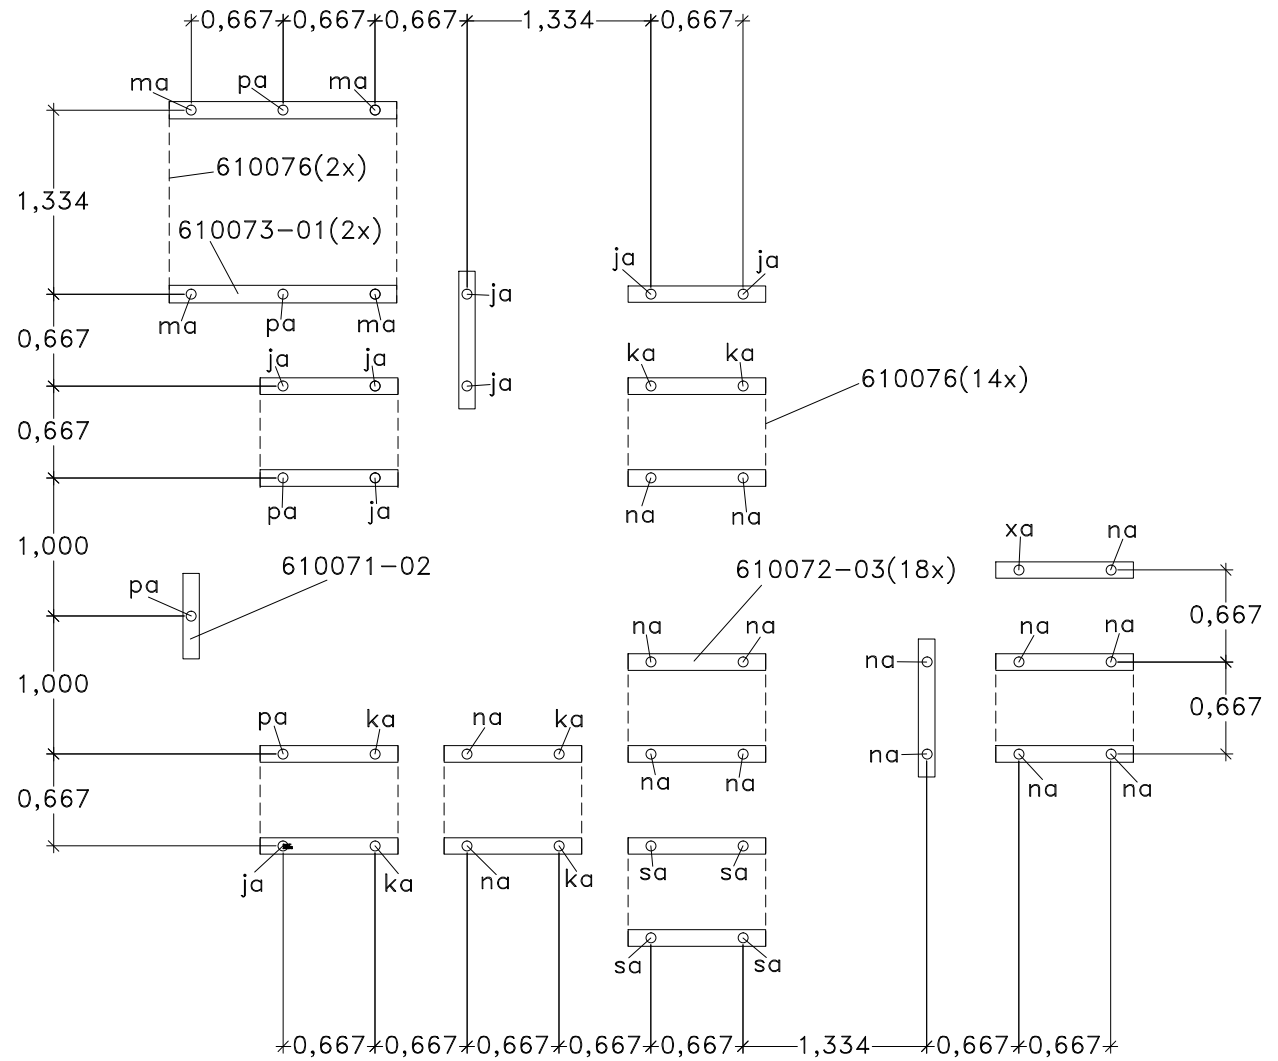 0,667 0,667 0,667 1,334 0,667
ma pa ma
610076(2x)
1,334
610073-01(2x)
ja ja
ja
ma pa ma
0,667
ja ja ka ka
ja
610076(14x)
0,667
pa ja na na
xa na
1,000
610071-02 610072-03(18x)
pa
0,667
na na na na
na
1,000
0,667
pa ka na ka
na
na na na na
0,667
sa sa
ja ka na ka
sa sa
0,667 0,667 0,667 0,667 0,667 1,334 0,667 0,667